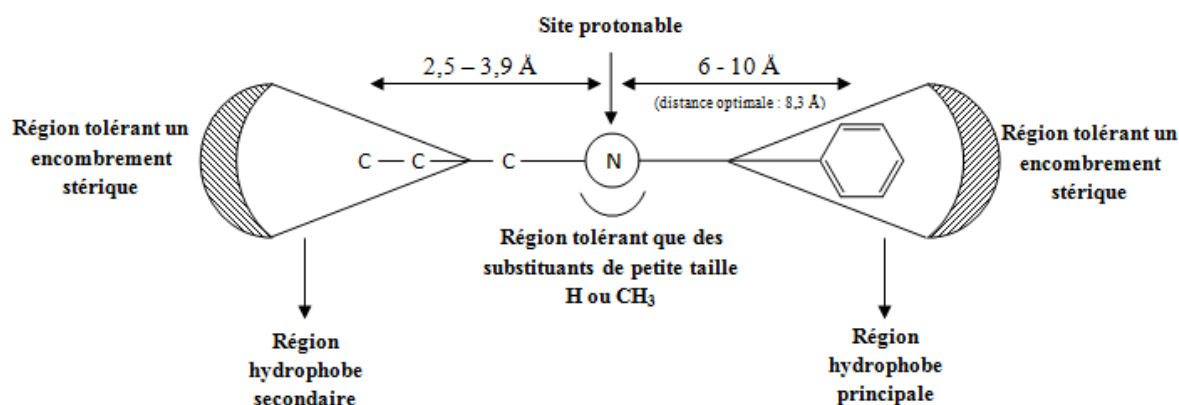 Site protonable
2,5 – 3,9 Å
6 - 10 Å
(distance optimale : 8,3 Å)
Région tolérant un
encombrement
stérique
C – C – C
N
Région tolérant un
encombrement
stérique
Région tolérant que des
substituants de petite taille
H ou CH₃
Région
hydrophobe
secondaire
Région
hydrophobe
principale